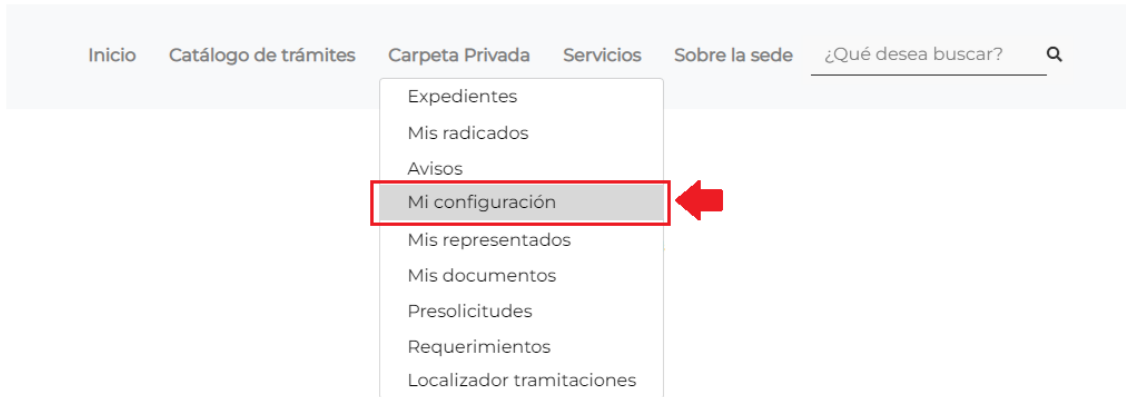 Inicio Catálogo de trámites Carpeta Privada Servicios Sobre la sede ¿Qué desea buscar?
Expedientes
Mis radicados
Avisos
Mi configuración
Mis representados
Mis documentos
Presolicitudes
Requerimientos
Localizador tramitaciones